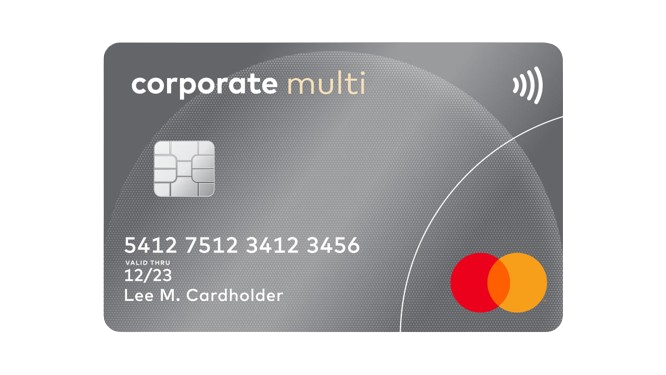 corporate multi
5412 7512 3412 3456
VALID THRU
12/23
Lee M. Cardholder